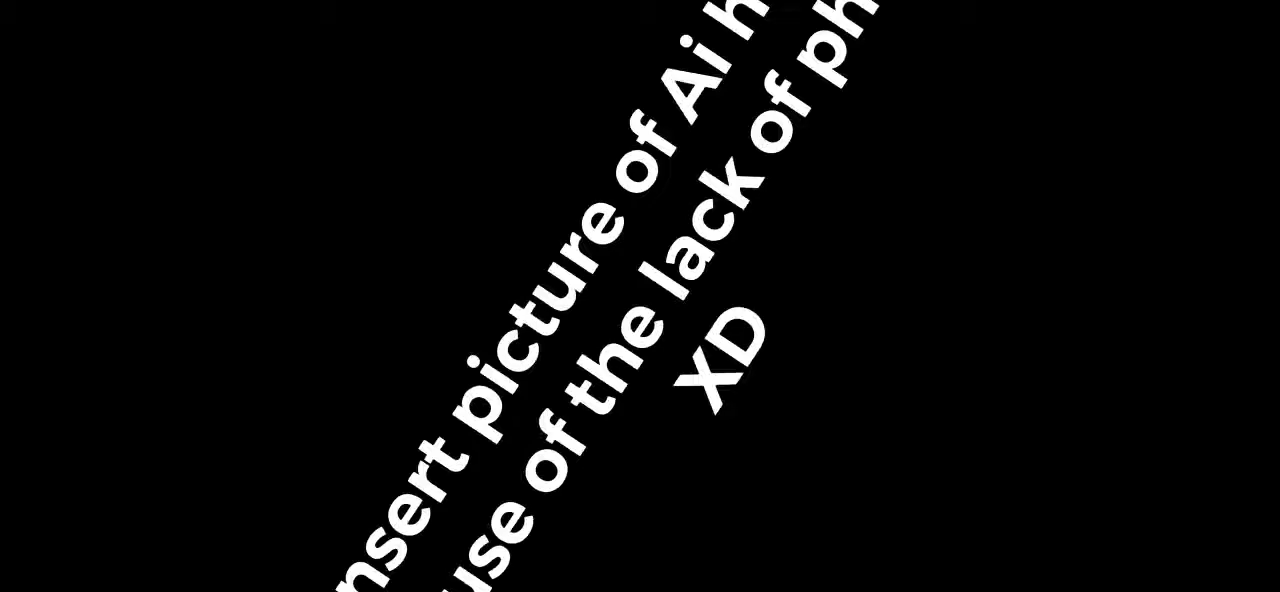 nsert picture of Ai h
use of the lack of ph
XD